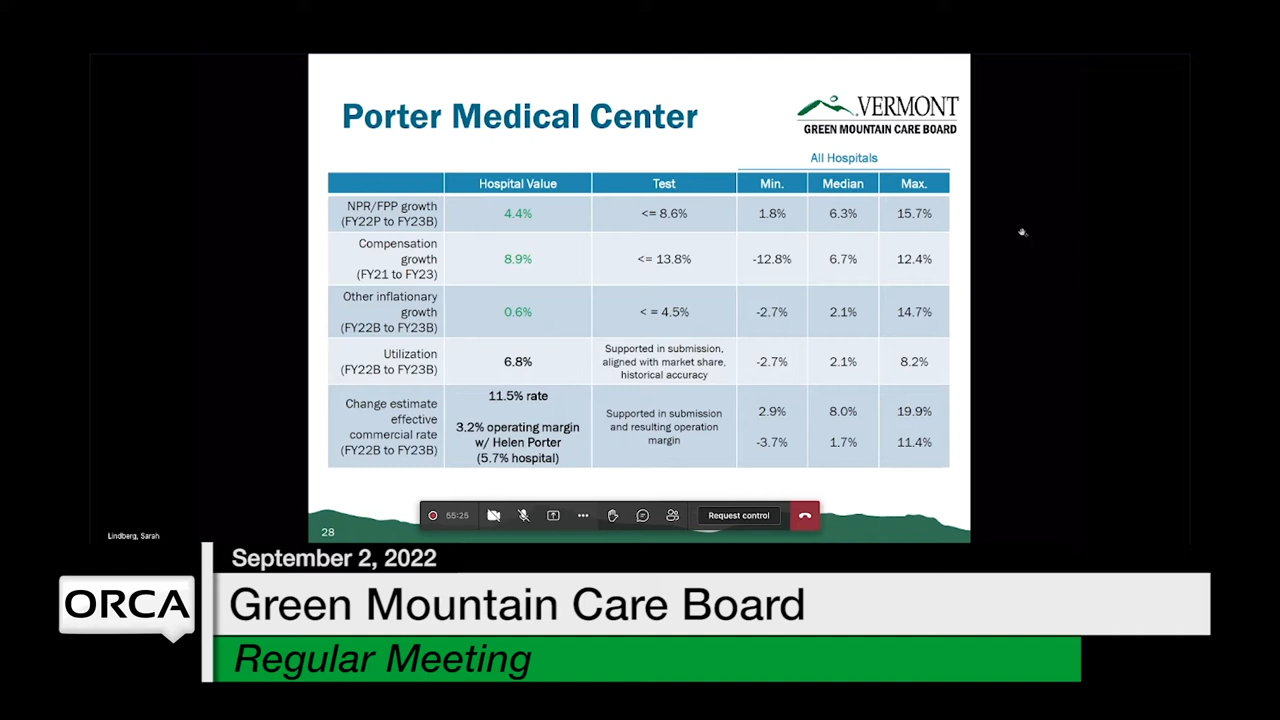 Porter Medical Center
VERMONT
GREEN MOUNTAIN CARE BOARD
All Hospitals
Hospital Value Test Min. Median Max.
NPR/FPP growth
(FY22P to FY23B)
4.4% <= 8.6% 1.8% 6.3% 15.7%
Compensation
growth
(FY21 to FY23)
8.9% <= 13.8% -12.8% 6.7% 12.4%
Other inflationary
growth
(FY22B to FY23B)
0.6% < = 4.5% -2.7% 2.1% 14.7%
Utilization
(FY22B to FY23B)
6.8%
Supported in submission,
aligned with market share,
historical accuracy
-2.7% 2.1% 8.2%
Change estimate
effective
commercial rate
(FY22B to FY23B)
11.5% rate
3.2% operating margin
w/ Helen Porter
(5.7% hospital)
Supported in submission
and resulting operation
margin
2.9% 8.0% 19.9%
-3.7% 1.7% 11.4%
55:25
Request control
28
Lindberg, Sarah
September 2, 2022
ORCA
Green Mountain Care Board
Regular Meeting